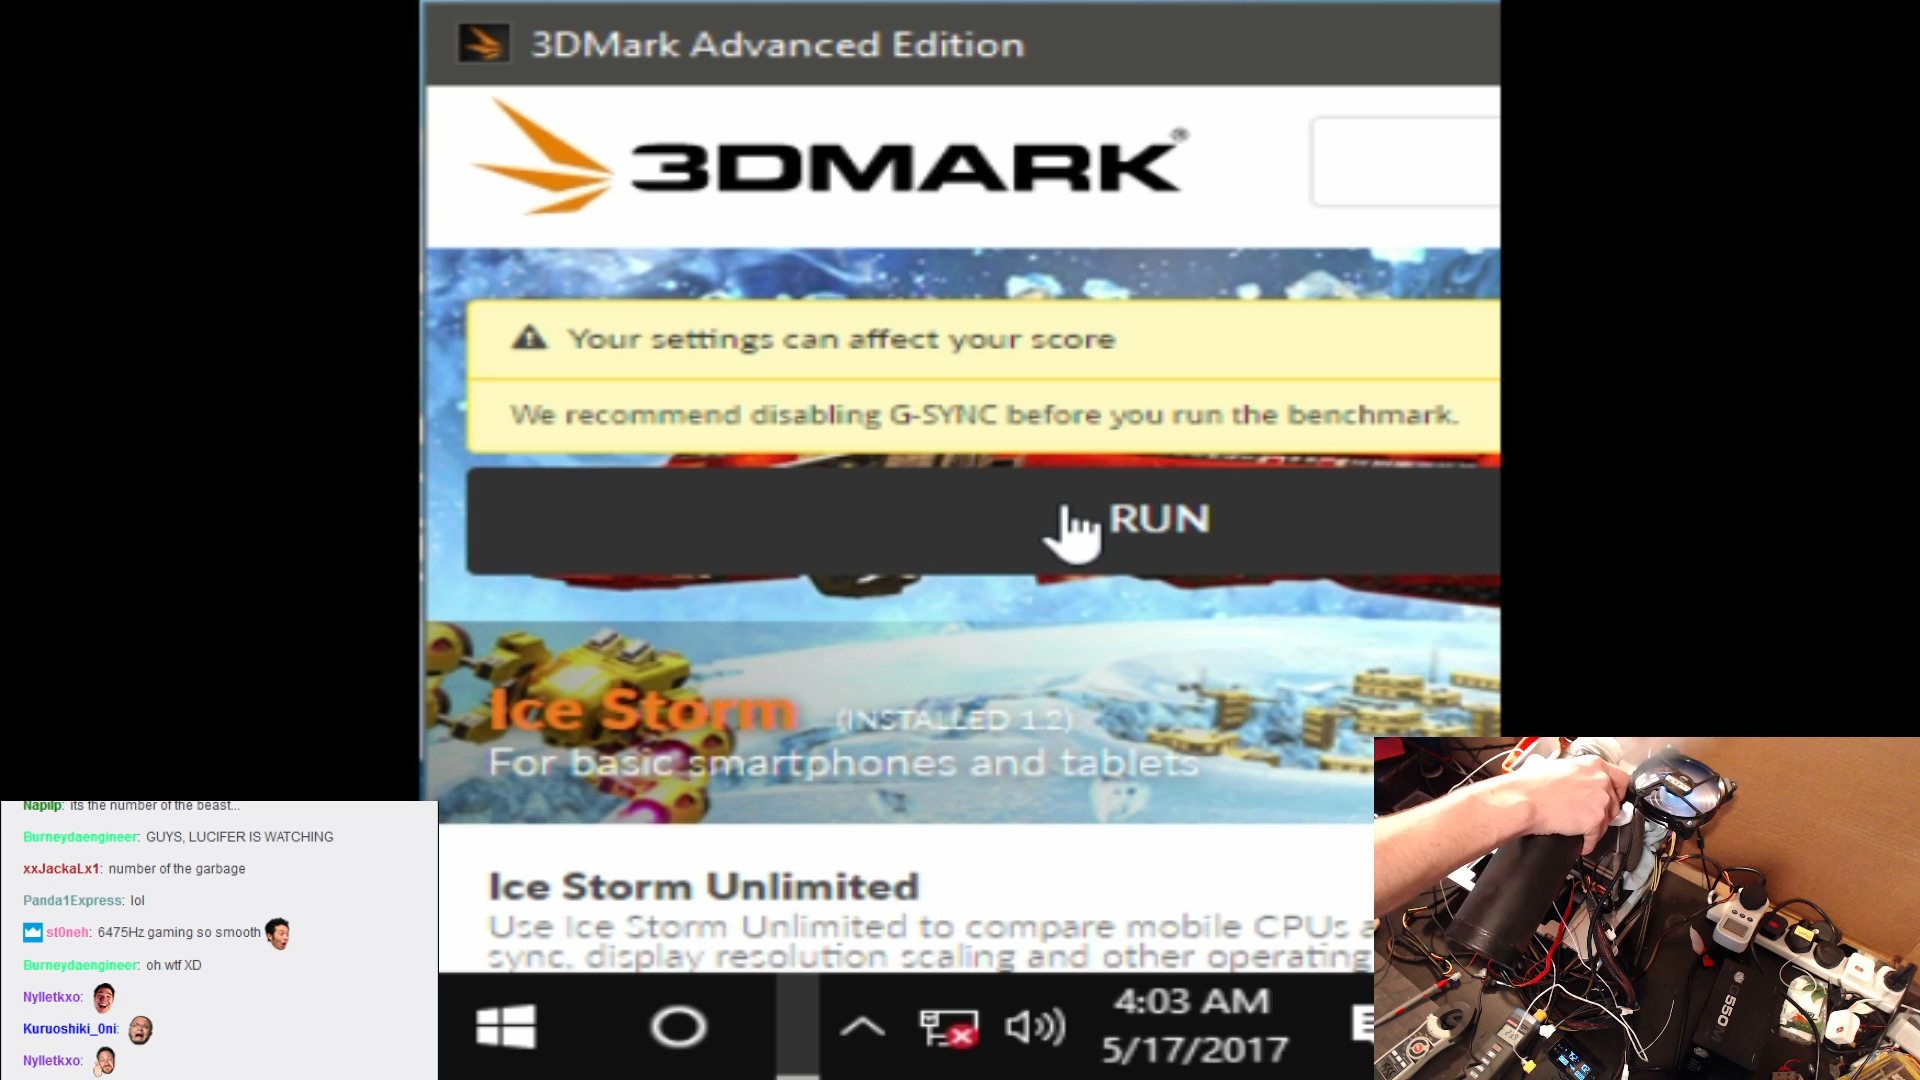 3DMark Advanced Edition
3DMARK®
Your settings can affect your score
We recommend disabling G-SYNC before you run the benchmark.
RUN
Ice Storm (INSTALLED 1.2)
For basic smartphones and tablets
Ice Storm Unlimited
Use Ice Storm Unlimited to compare mobile CPUs a
sync, display resolution scaling and other operating
4:03 AM
5/17/2017
Napiip: its the number of the beast...
Burneydaengineer: GUYS, LUCIFER IS WATCHING
xxJackaLx1: number of the garbage
Panda1Express: lol
st0neh: 6475Hz gaming so smooth
Burneydaengineer: oh wtf XD
Nylletkxo:
Kuruoshiki_0ni:
Nylletkxo:
G550M